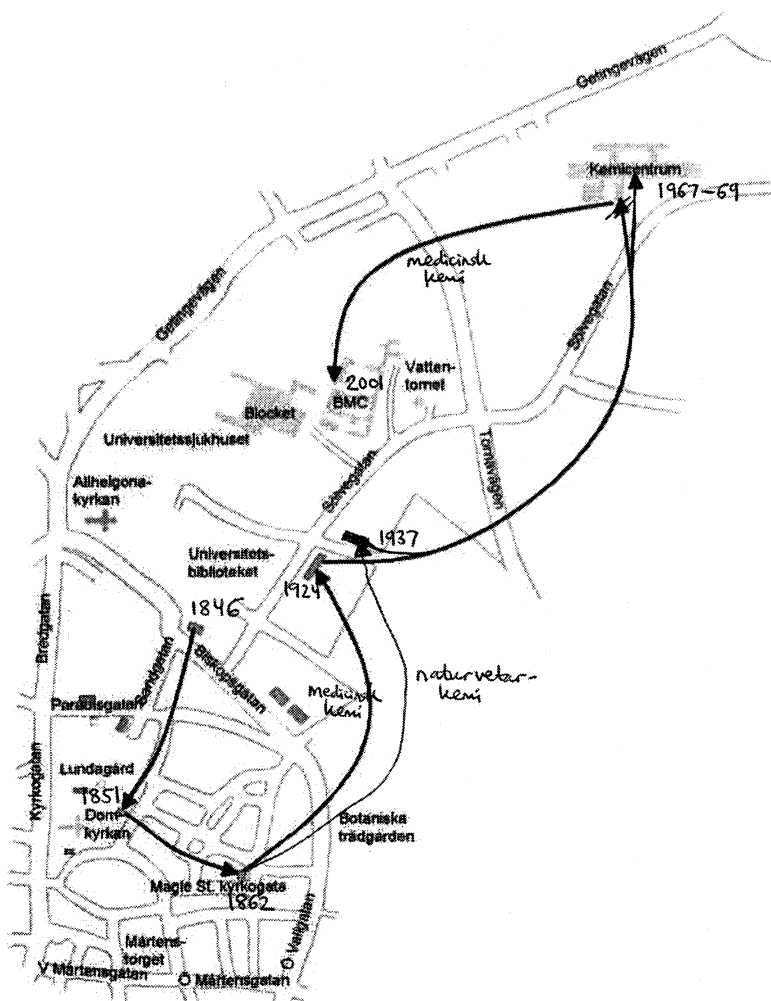 Getingevägen
Kemicentrum
1967-69
medicinsk
kemi
Getingevägen
Sölvegatan
2001
BMC
Vatten-
tornet
Blocket
Universitetssjukhuset
Sölvegatan
Tornavägen
Allhelgona-
kyrkan
1937
Universitets-
biblioteket
1924
1846
Bredgatan
Sandgatan
Biskopsgatan
naturvetar-
kemi
medicinsk
kemi
Paradisgatan
Kyrkogatan
Lundagård
1851
Dom-
kyrkan
Botaniska
trädgården
Magle St. kyrkogata
1862
Ö Vallgatan
Mårtens-
torget
V Mårtensgatan
Ö Mårtensgatan